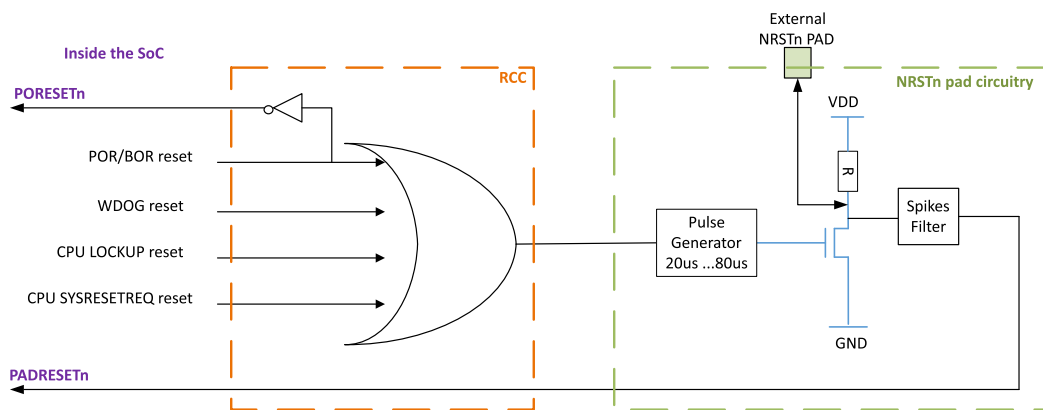 External
NRSTn PAD
Inside the SoC
RCC
NRSTn pad circuitry
PORESETn
VDD
POR/BOR reset
R
WDOG reset
Spikes
Filter
Pulse
Generator
20us ...80us
CPU LOCKUP reset
CPU SYSRESETREQ reset
GND
PADRESETn